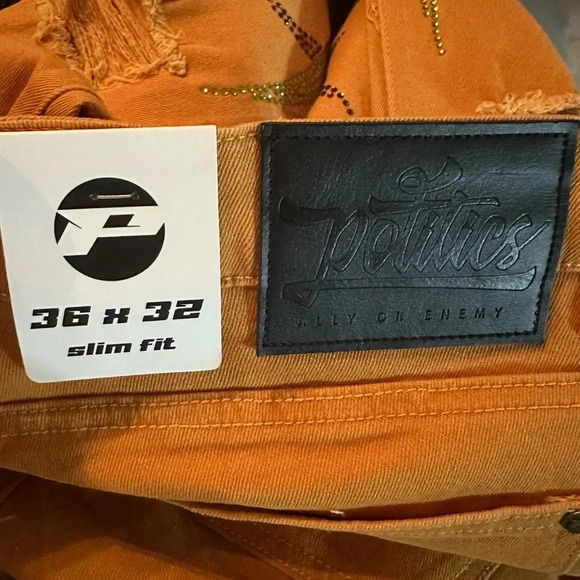 P
36 x 32
slim fit
Politics
ALLY OR ENEMY